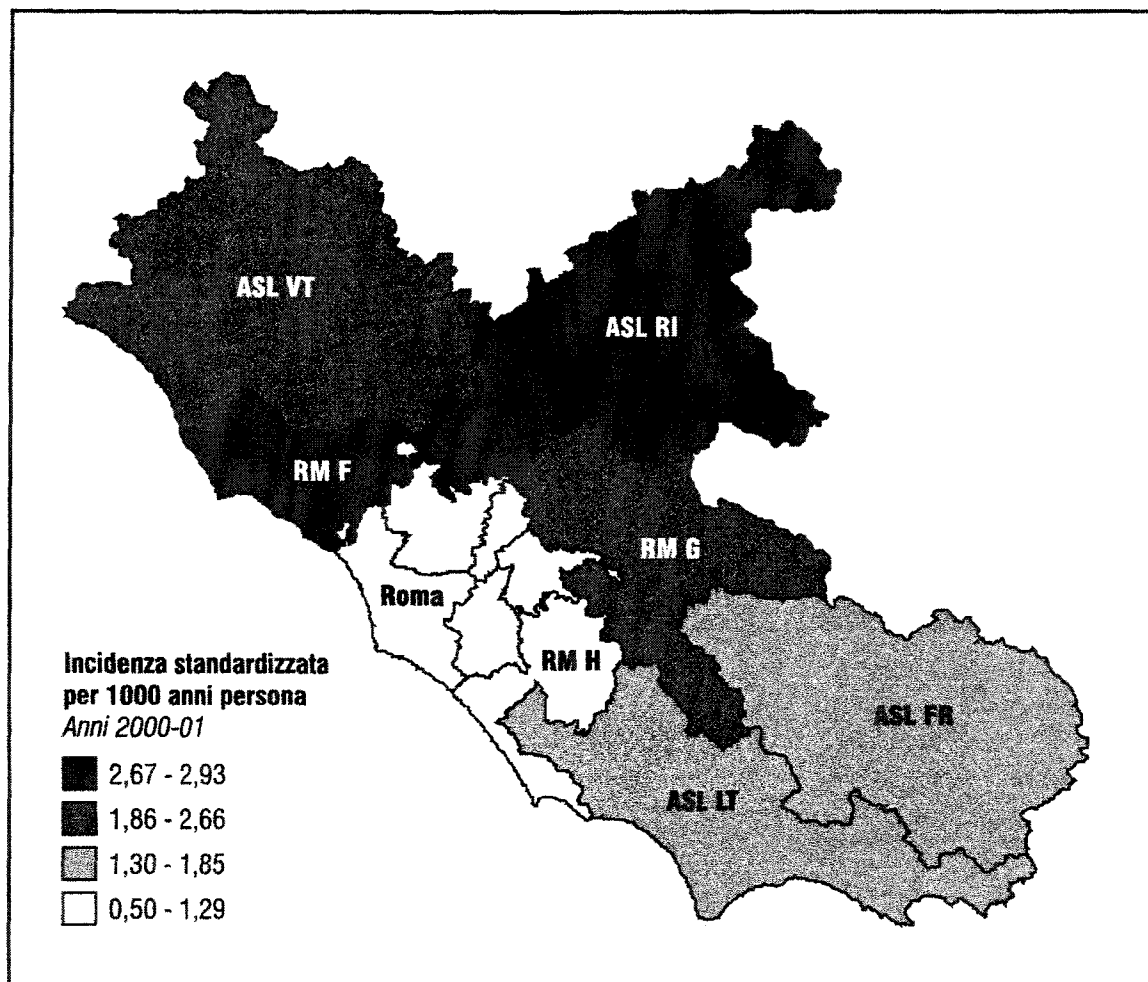 ASL VT
ASL RI
RM F
RM G
Roma
RM H
ASL FR
ASL LT
Incidenza standardizzata
per 1000 anni persona
Anni 2000-01
2,67 - 2,93
1,86 - 2,66
1,30 - 1,85
0,50 - 1,29